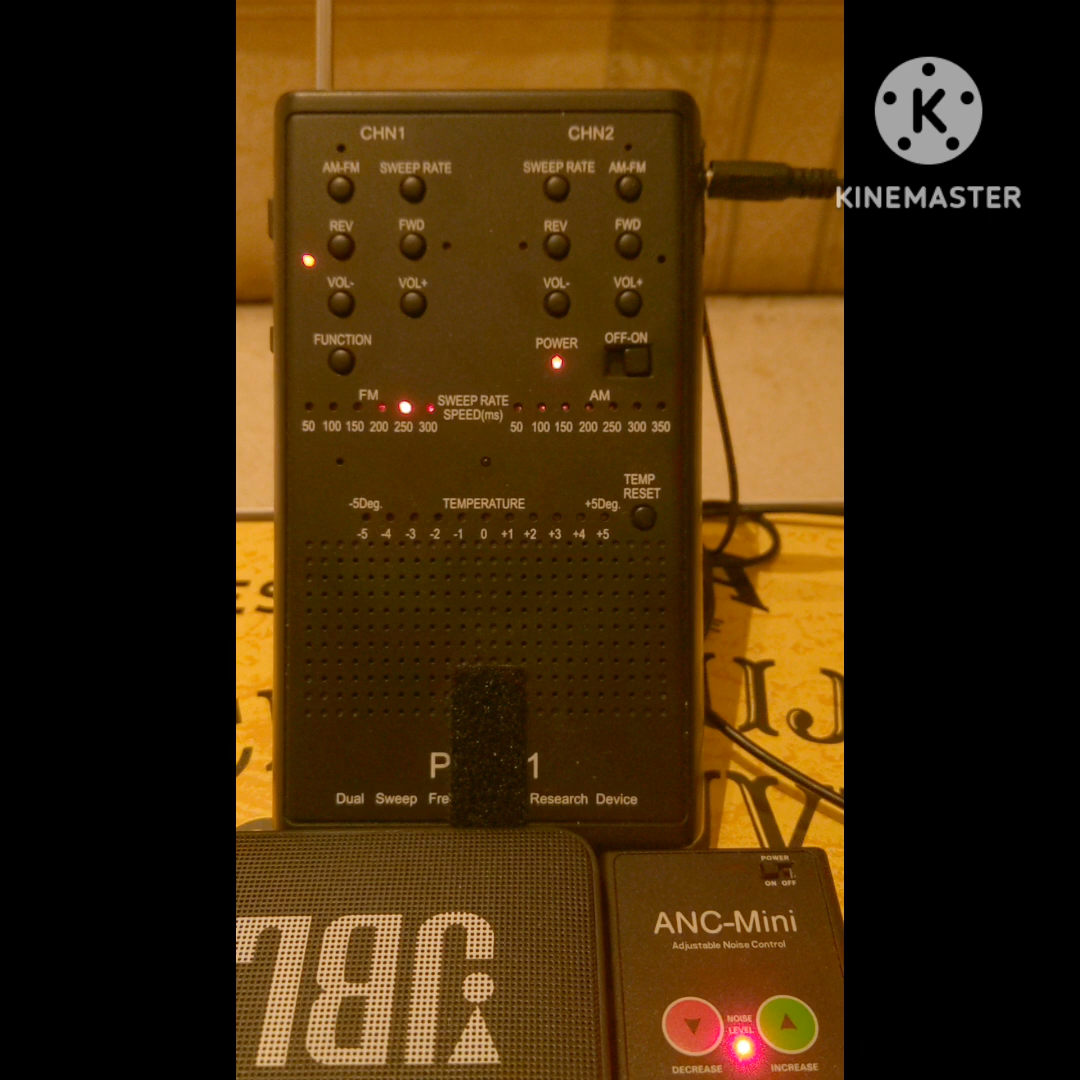 CHN1 CHN2
AM-FM SWEEP RATE SWEEP RATE AM-FM
REV FWD REV FWD
VOL- VOL+ VOL- VOL+
FUNCTION POWER OFF-ON
FM SWEEP RATE SPEED(ms) AM
50 100 150 200 250 300 50 100 150 200 250 300 350
TEMP
RESET
-5Deg. TEMPERATURE +5Deg.
-5 -4 -3 -2 -1 0 +1 +2 +3 +4 +5
P 1
Dual Sweep Fre Research Device
JBL
POWER
ON OFF
ANC-Mini
Adjustable Noise Control
NOISE
LEVEL
DECREASE INCREASE
K
KINEMASTER